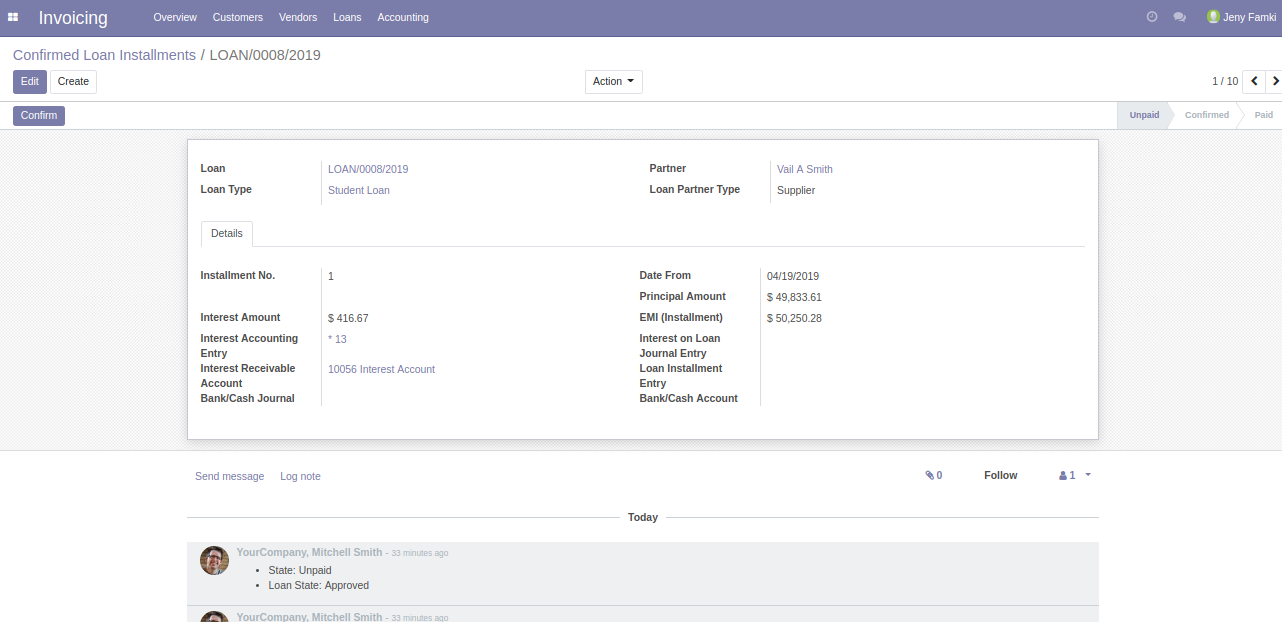 Invoicing Overview Customers Vendors Loans Accounting Jeny Famki
Confirmed Loan Installments / LOAN/0008/2019
Edit Create Action 1 / 10
Confirm Unpaid Confirmed Paid
Loan LOAN/0008/2019 Partner Vail A Smith
Loan Type Student Loan Loan Partner Type Supplier
Details
Installment No. 1 Date From 04/19/2019
Principal Amount $ 49,833.61
Interest Amount $ 416.67 EMI (Installment) $ 50,250.28
Interest Accounting * 13 Interest on Loan
Entry Journal Entry
Interest Receivable 10056 Interest Account Loan Installment
Account Entry
Bank/Cash Journal Bank/Cash Account
Send message Log note 0 Follow 1
Today
YourCompany, Mitchell Smith - 33 minutes ago
• State: Unpaid
• Loan State: Approved
YourCompany, Mitchell Smith - 33 minutes ago